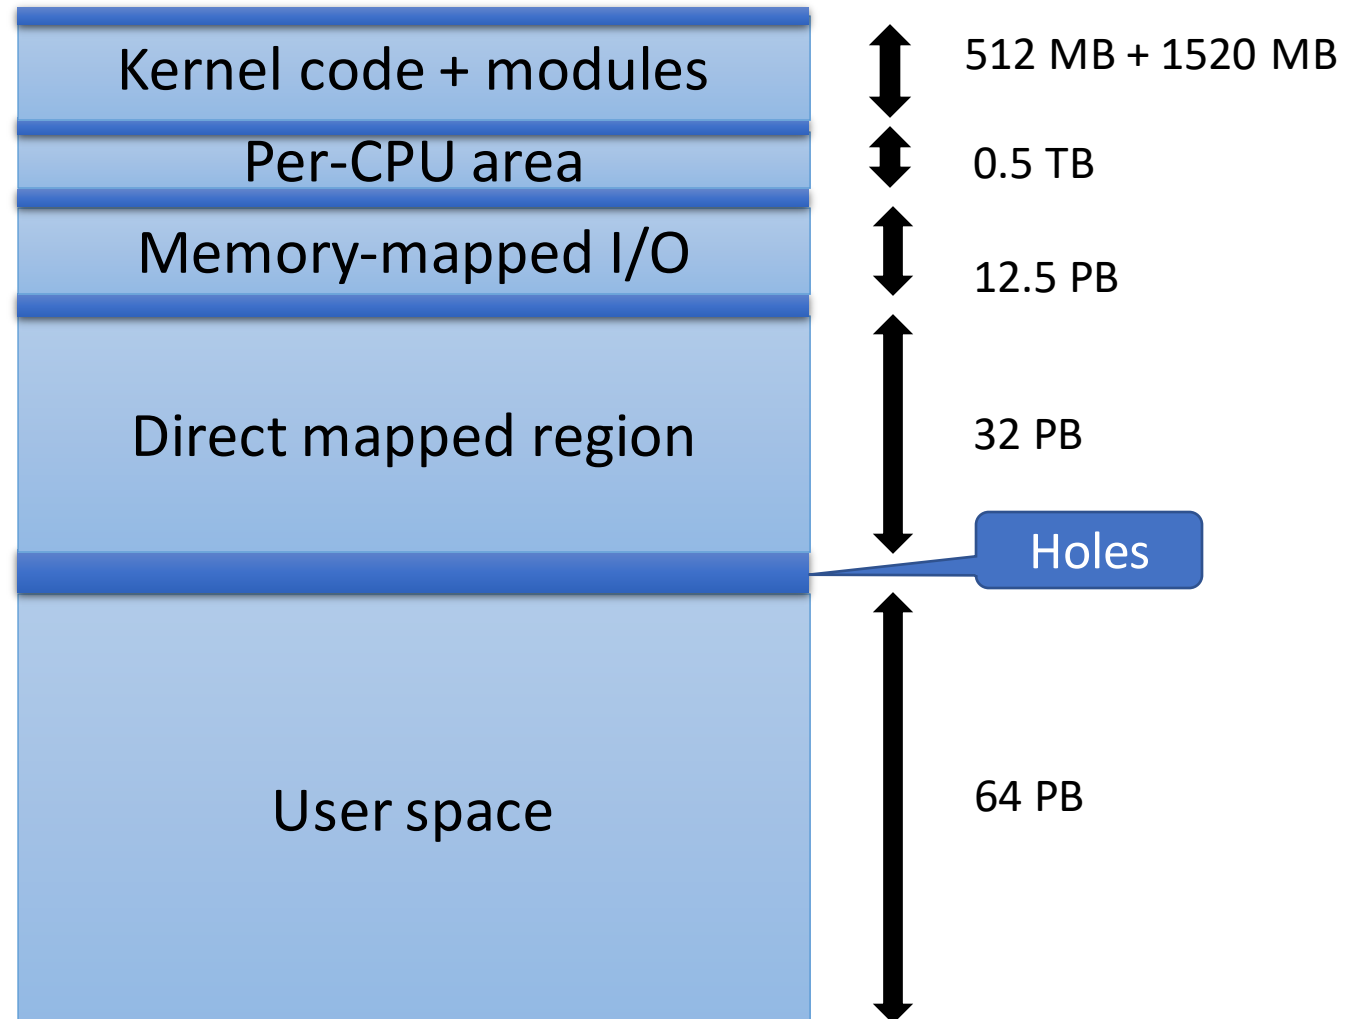 Kernel code + modules
512 MB + 1520 MB
Per-CPU area
0.5 TB
Memory-mapped I/O
12.5 PB
Direct mapped region
32 PB
Holes
User space
64 PB